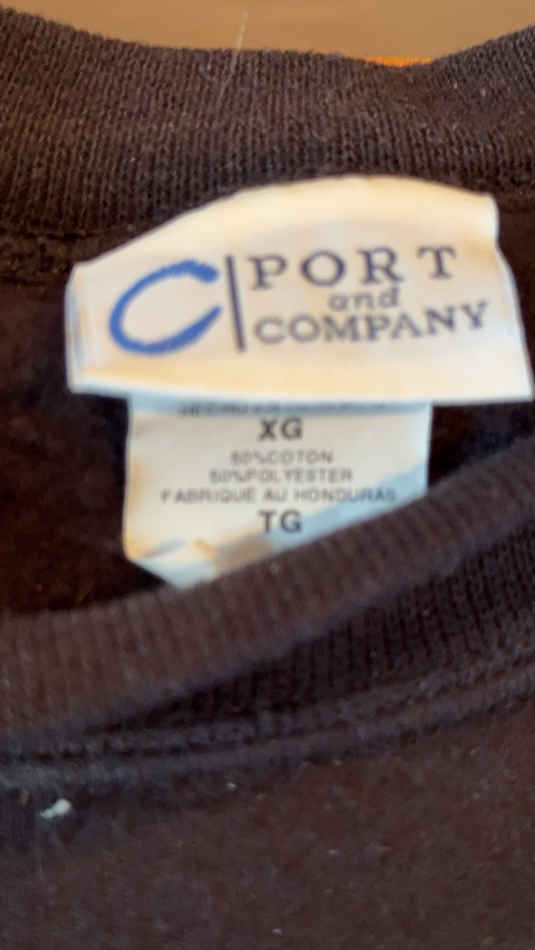 PORT
and
COMPANY
XG
50%COTON
50%POLYESTER
FABRIQUÉ AU HONDURAS
TG